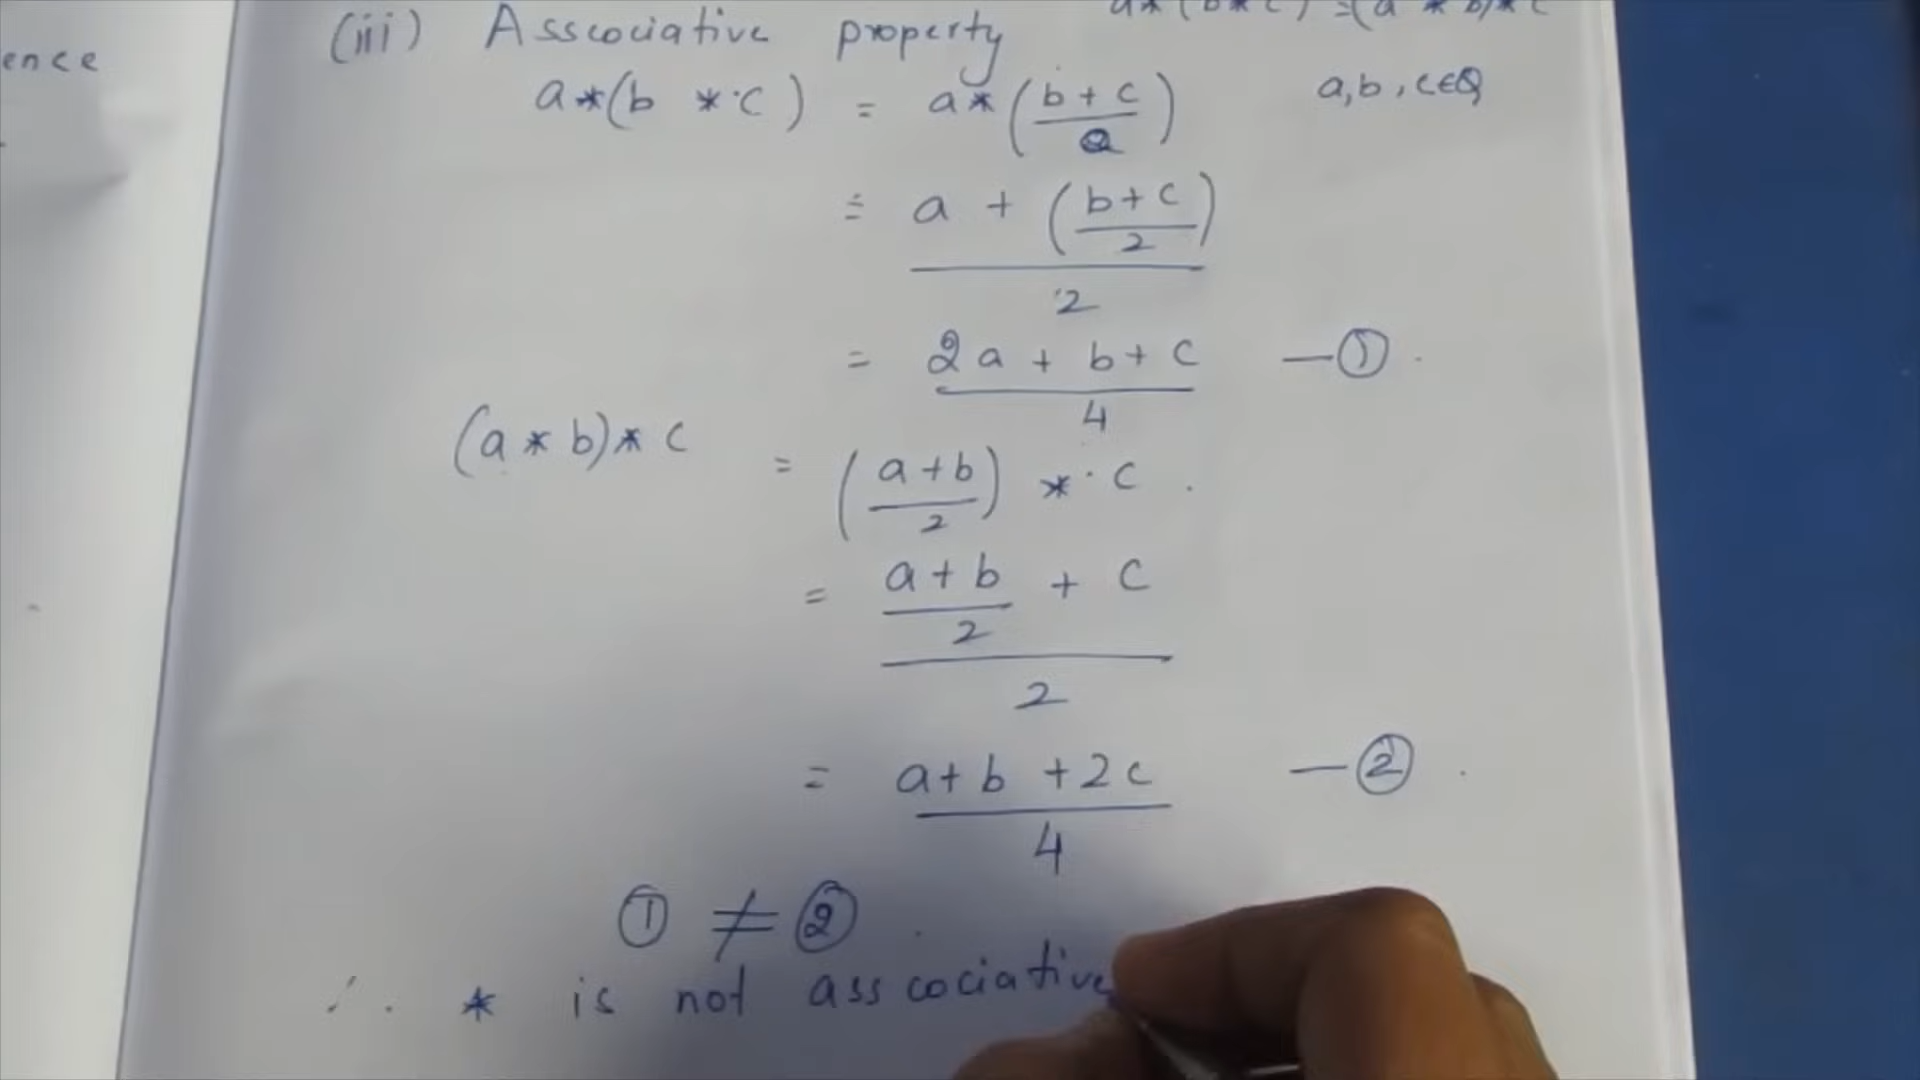 ence
(iii) Asscociative property a*(b*c) = (a*b)*c
a*(b *c) = a*((b+c)/2) a,b,c∈Q
= (a + ((b+c)/2))/2
= (2a + b+c)/4 —①
(a*b)*c = ((a+b)/2) * c
= ((a+b)/2 + c)/2
= (a+b+2c)/4 —②
① ≠ ②
∴ * is not asscociative